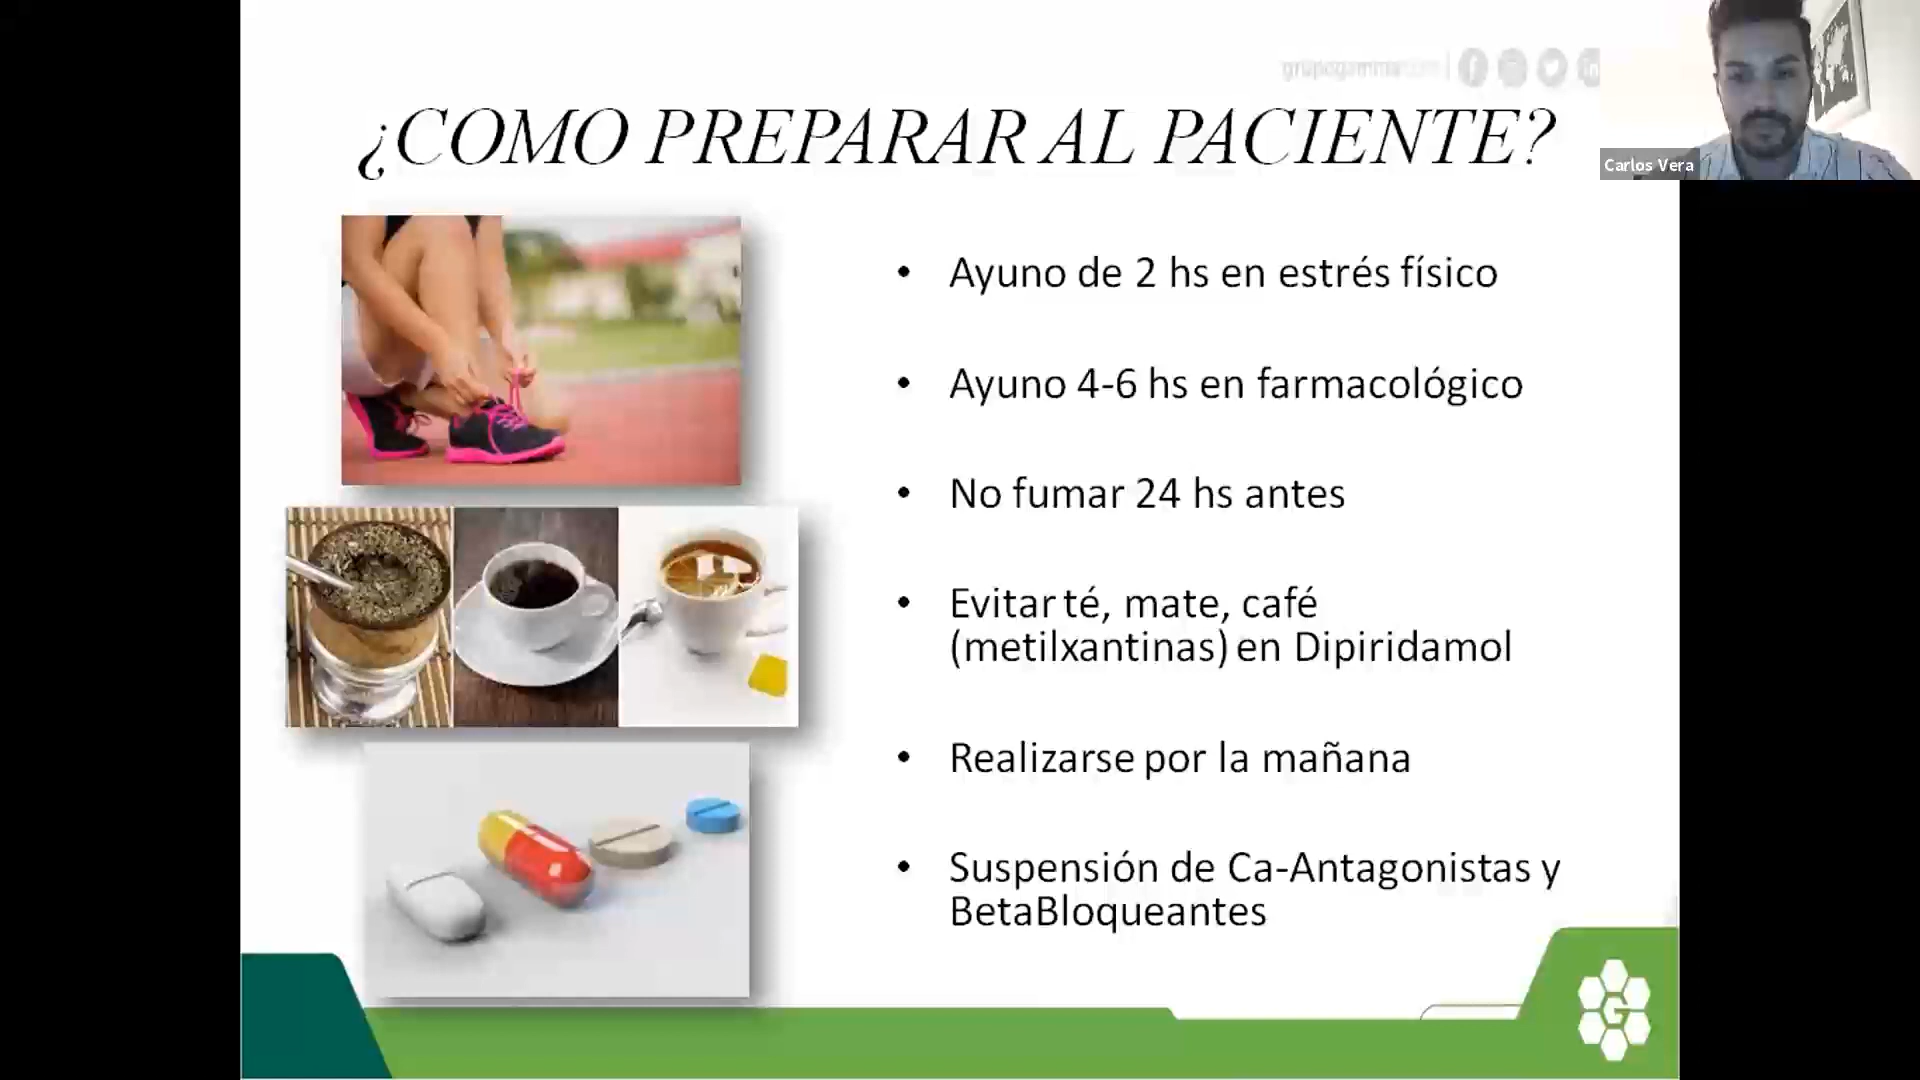 ¿COMO PREPARAR AL PACIENTE?
Carlos Vera
• Ayuno de 2 hs en estrés físico
• Ayuno 4-6 hs en farmacológico
• No fumar 24 hs antes
• Evitar té, mate, café
(metilxantinas) en Dipiridamol
• Realizarse por la mañana
• Suspensión de Ca-Antagonistas y
BetaBloqueantes
G